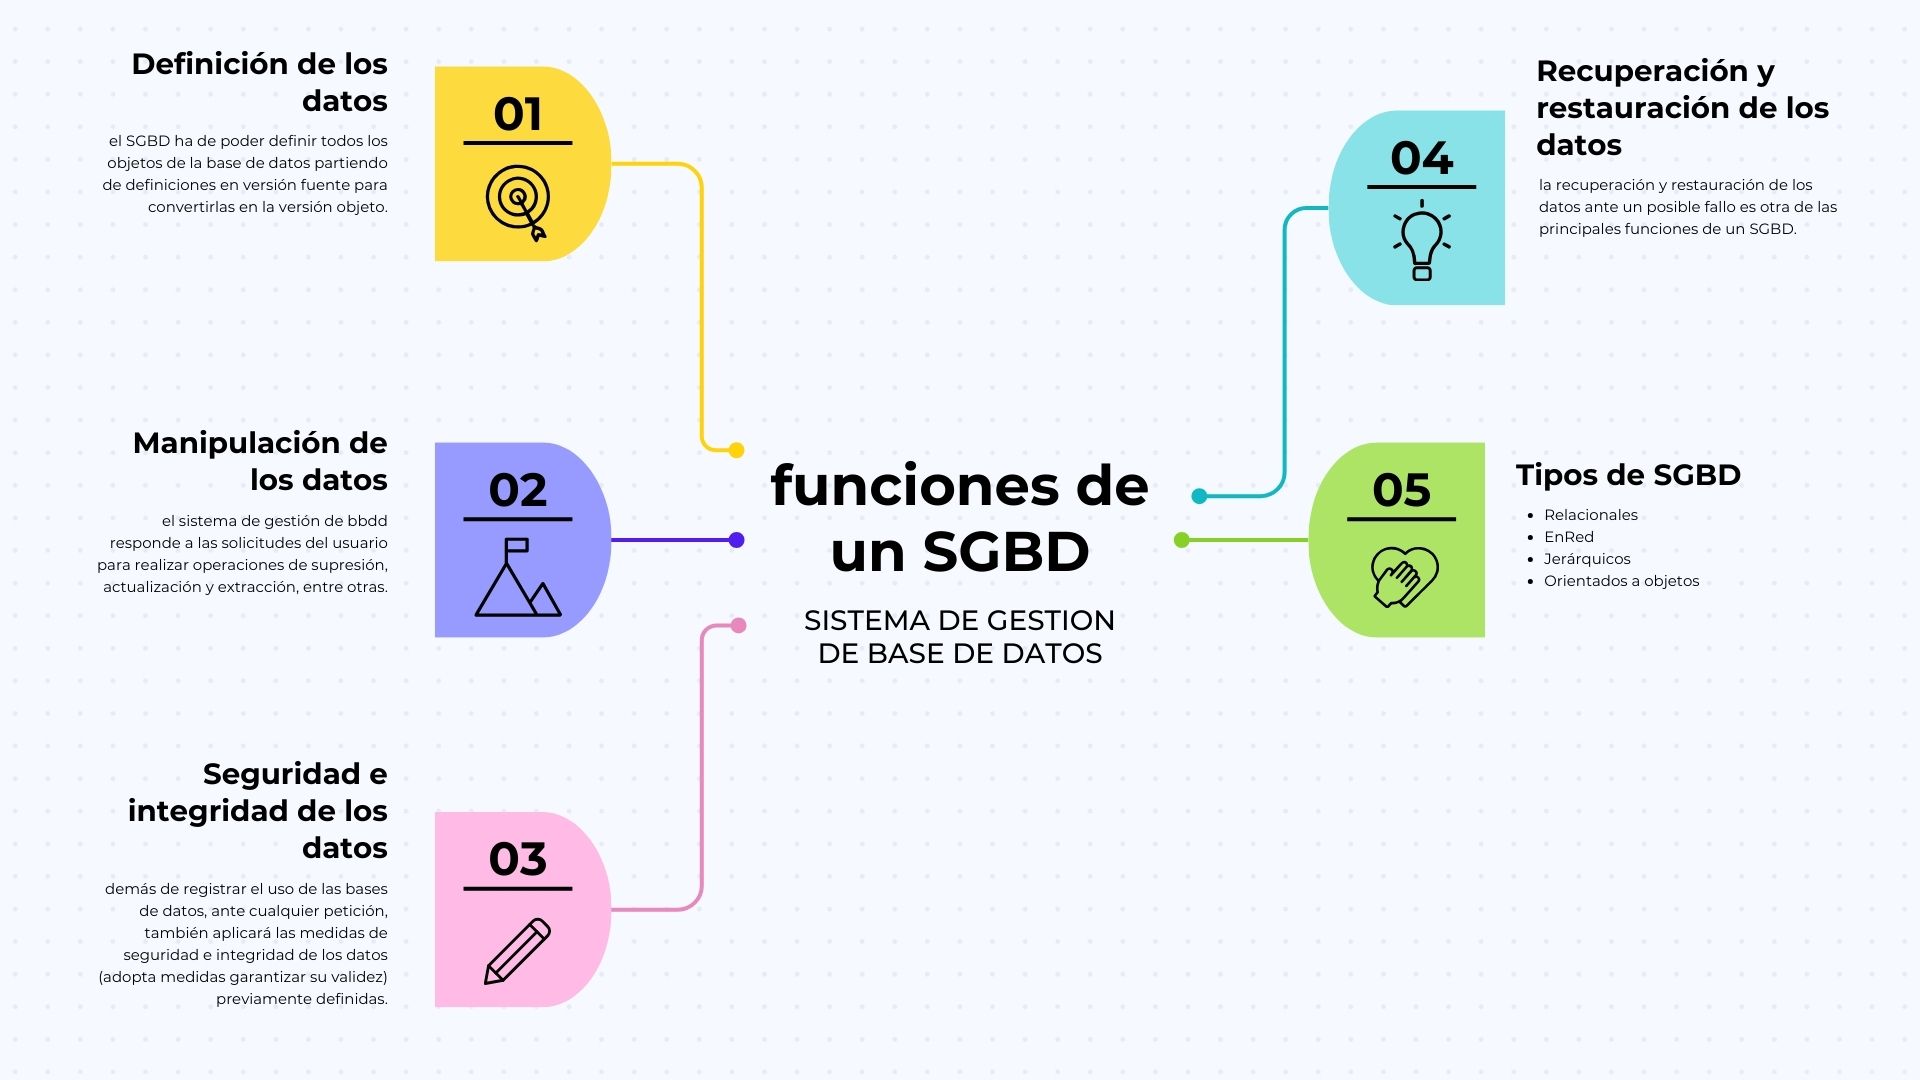 Definición de los
datos
el SGBD ha de poder definir todos los
objetos de la base de datos partiendo
de definiciones en versión fuente para
convertirlas en la versión objeto.
01
Manipulación de
los datos
el sistema de gestión de bbdd
responde a las solicitudes del usuario
para realizar operaciones de supresión,
actualización y extracción, entre otras.
02
Seguridad e
integridad de los
datos
demás de registrar el uso de las bases
de datos, ante cualquier petición,
también aplicará las medidas de
seguridad e integridad de los datos
(adopta medidas garantizar su validez)
previamente definidas.
03
funciones de
un SGBD
SISTEMA DE GESTION
DE BASE DE DATOS
04
Recuperación y
restauración de los
datos
la recuperación y restauración de los
datos ante un posible fallo es otra de las
principales funciones de un SGBD.
05
Tipos de SGBD
• Relacionales
• EnRed
• Jerárquicos
• Orientados a objetos